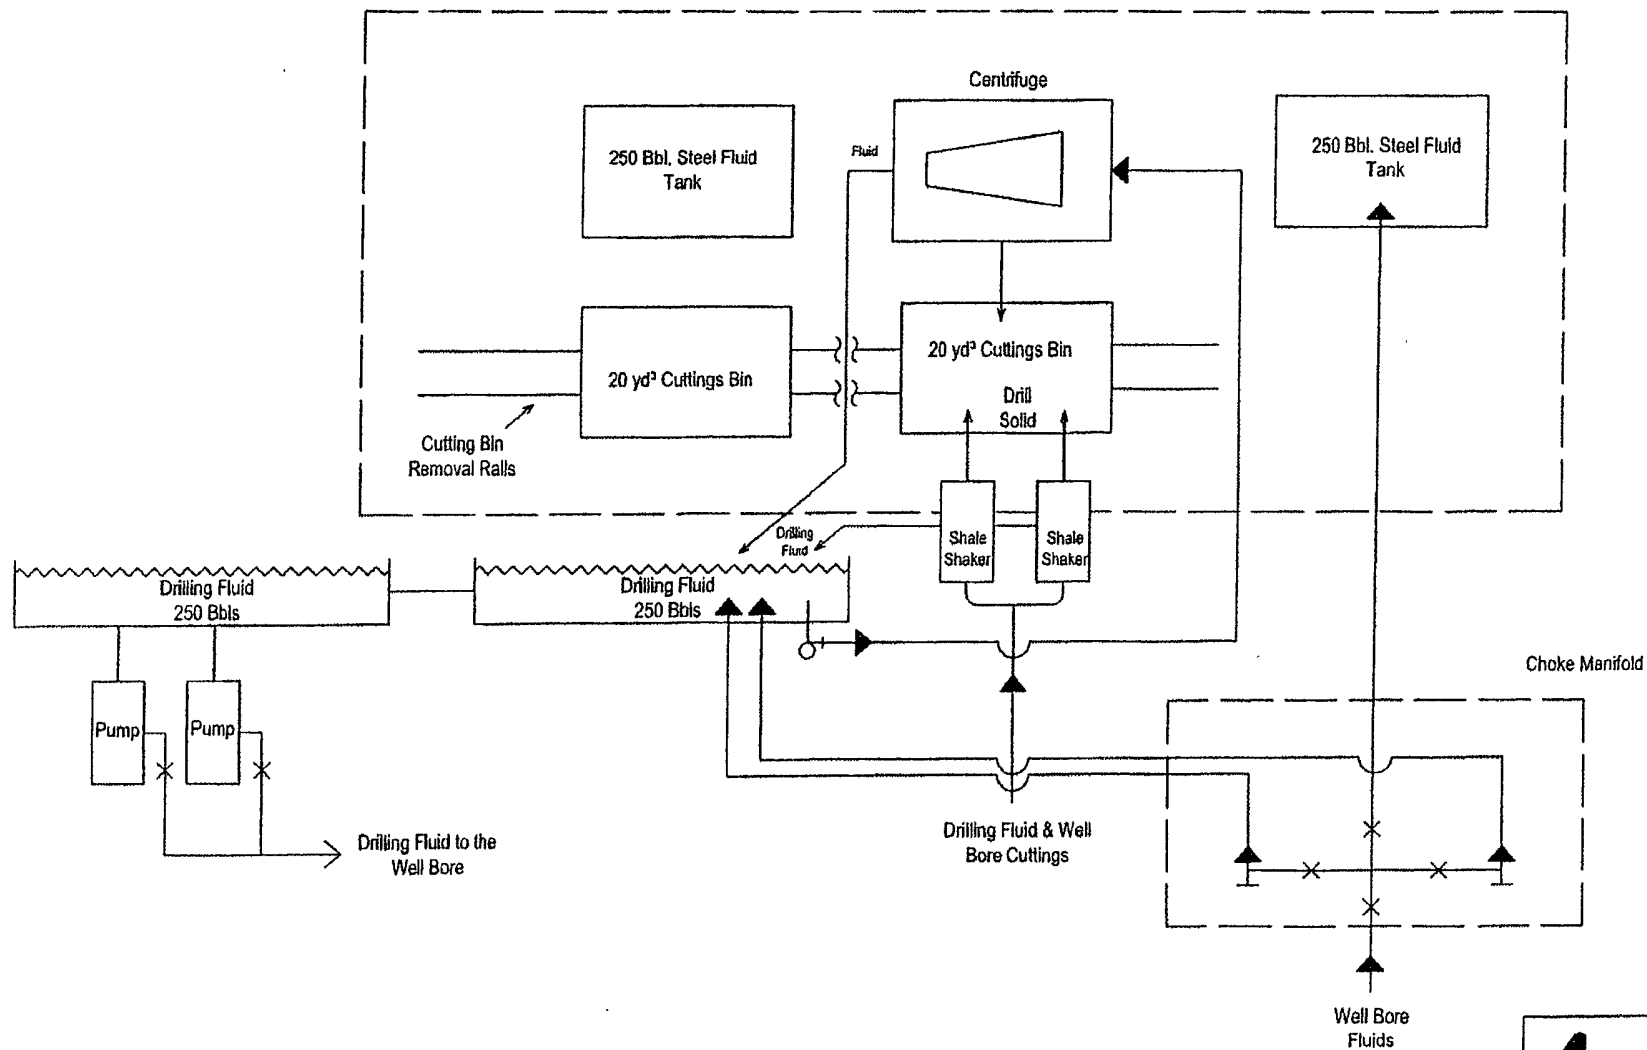 Centrifuge
250 Bbl. Steel Fluid
Tank
Fluid
250 Bbl. Steel Fluid
Tank
20 yd³ Cuttings Bin
20 yd³ Cuttings Bin
Drill
Solid
Cutting Bin
Removal Rails
Drilling
Fluid
Shale
Shaker
Shale
Shaker
Drilling Fluid
250 Bbls
Drilling Fluid
250 Bbls
Choke Manifold
Pump
Pump
Drilling Fluid to the
Well Bore
Drilling Fluid & Well
Bore Cuttings
Well Bore
Fluids